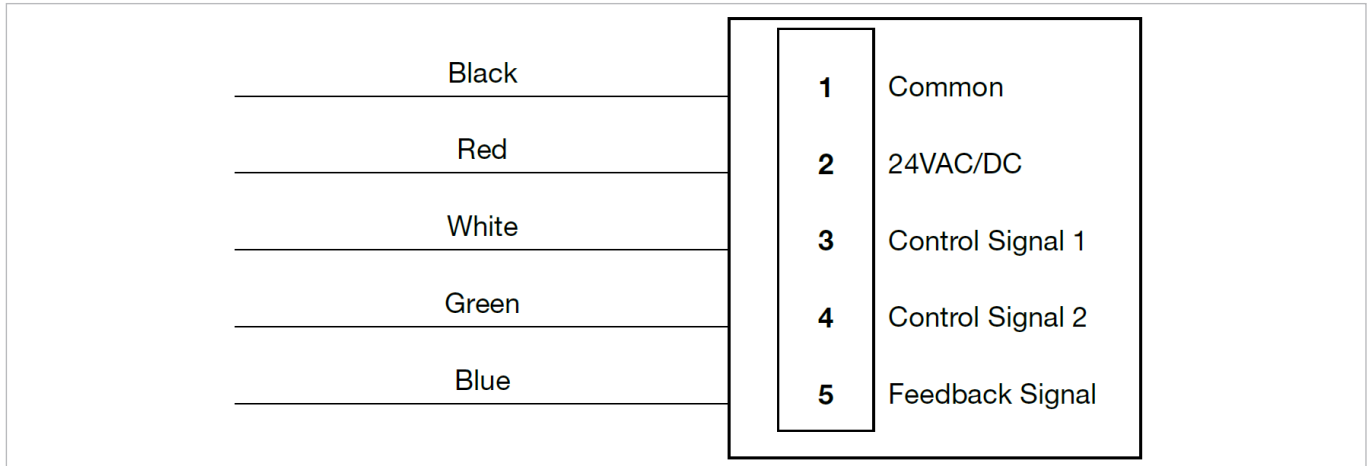 Black 1 Common
Red 2 24VAC/DC
White 3 Control Signal 1
Green 4 Control Signal 2
Blue 5 Feedback Signal